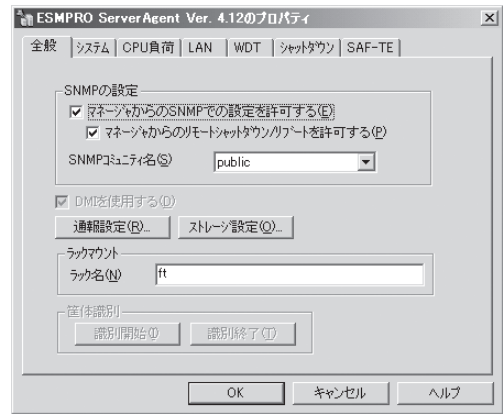 ESMPRO ServerAgent Ver. 4.12のプロパティ
全般 システム CPU負荷 LAN WDT シャットダウン SAF-TE
SNMPの設定
マネージャからのSNMPでの設定を許可する(E)
マネージャからのリモートシャットダウン/リブートを許可する(P)
SNMPコミュニティ名(S) public
DMIを使用する(D)
通報設定(R)... ストレージ設定(O)...
ラックマウント
ラック名(N) ft
筐体識別
識別開始(I) 識別終了(T)
OK キャンセル ヘルプ